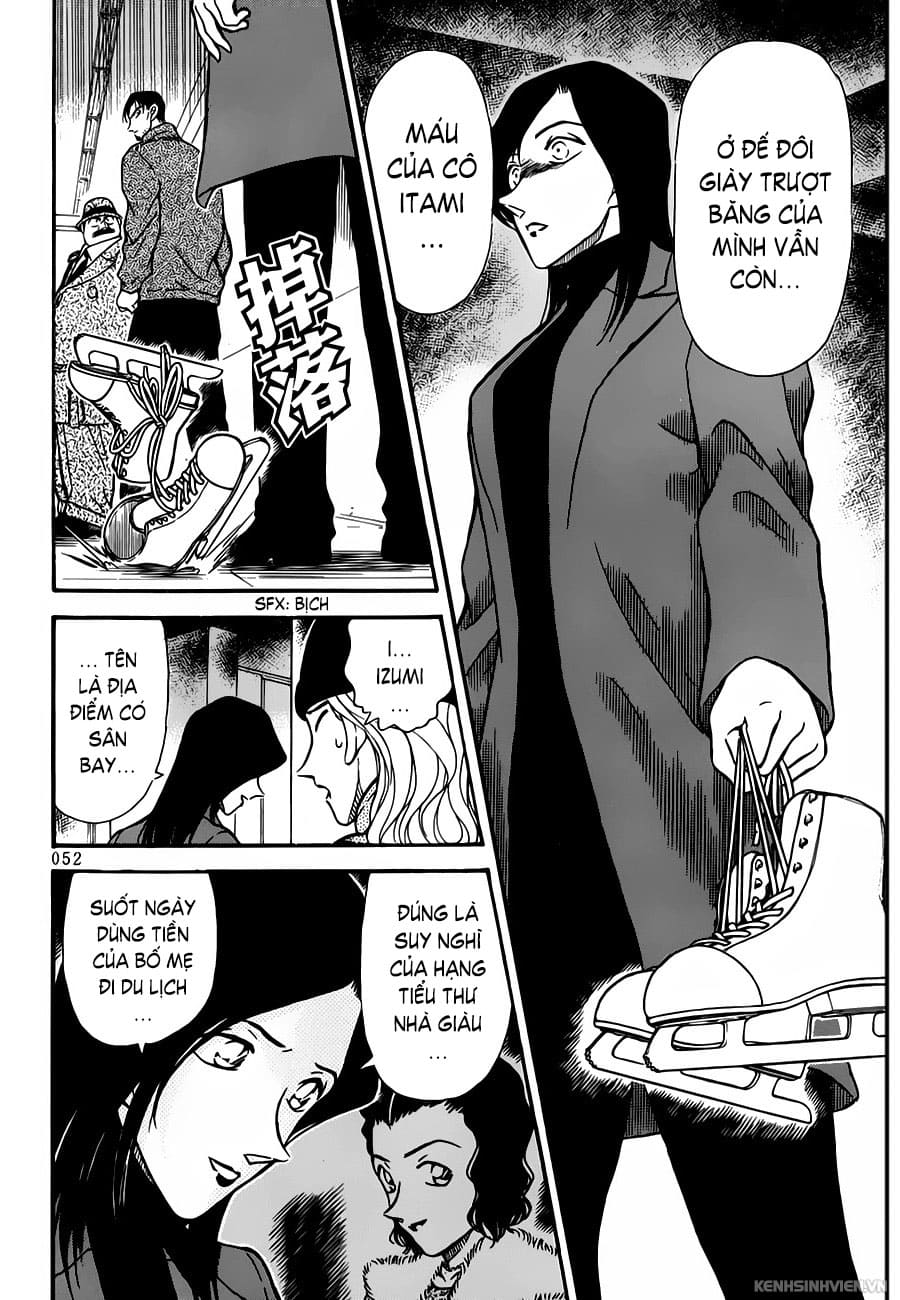 Ở ĐẾ ĐÔI
GIÀY TRƯỢT
BĂNG CỦA
MÌNH VẪN
CÒN...
MÁU
CỦA CÔ
ITAMI
...
掉落
SFX: BỊCH
I...
IZUMI
...
... TÊN
LÀ ĐỊA
ĐIỂM CÓ
SÂN
BAY...
052
ĐÚNG LÀ
SUY NGHĨ
CỦA HẠNG
TIỂU THƯ
NHÀ GIÀU
...
SUỐT NGÀY
DÙNG TIỀN
CỦA BỐ MẸ
ĐI DU LỊCH
...
KENHSINHVIEN.VN